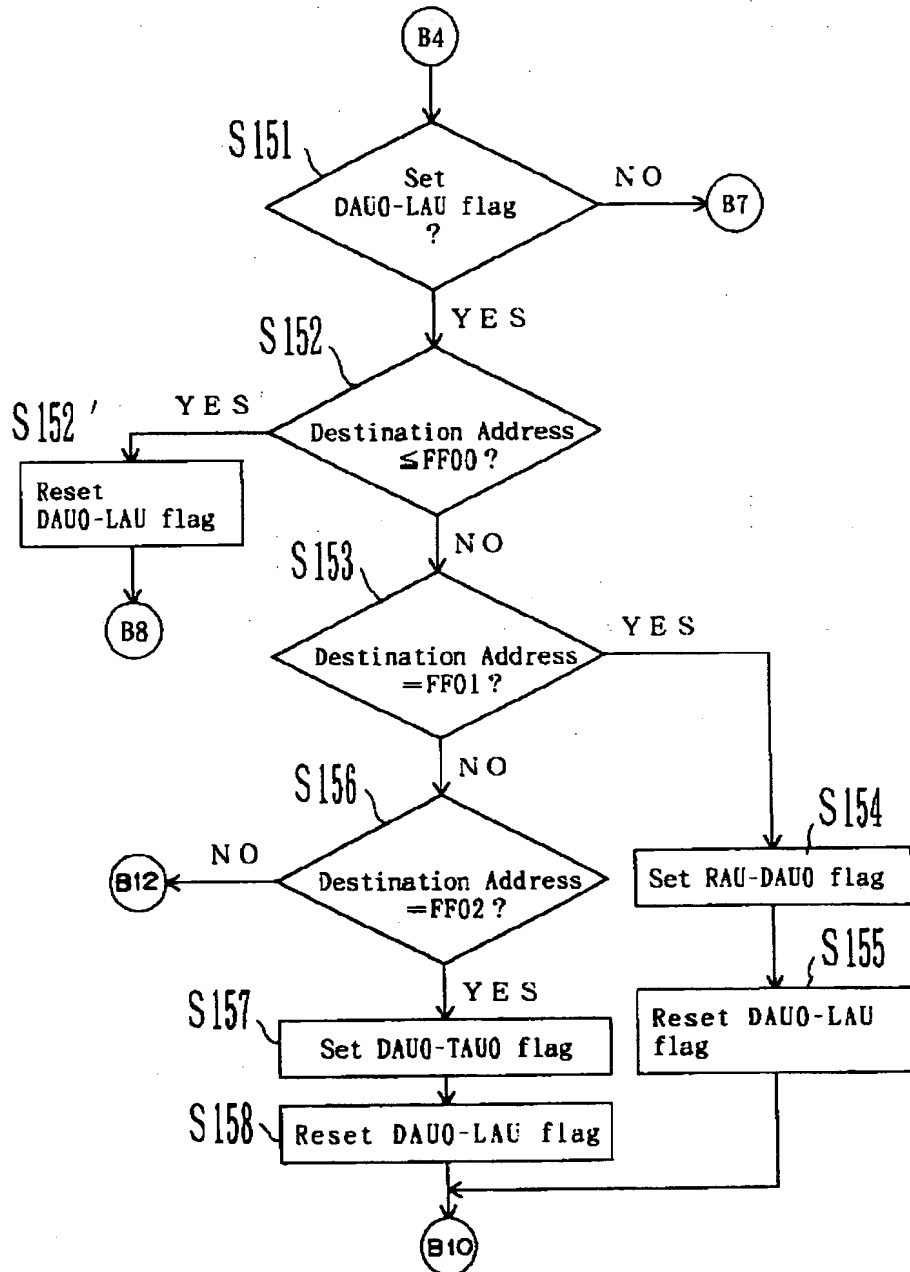 B4
S151
Set
DAU0-LAU flag
?
NO
B7
YES
S152
Destination Address
≦FF00?
YES
S152'
Reset
DAU0-LAU flag
B8
NO
S153
Destination Address
=FF01?
YES
NO
S156
Destination Address
=FF02?
NO
B12
S154
Set RAU-DAU0 flag
S155
Reset DAU0-LAU
flag
YES
S157
Set DAU0-TAU0 flag
S158
Reset DAU0-LAU flag
B10